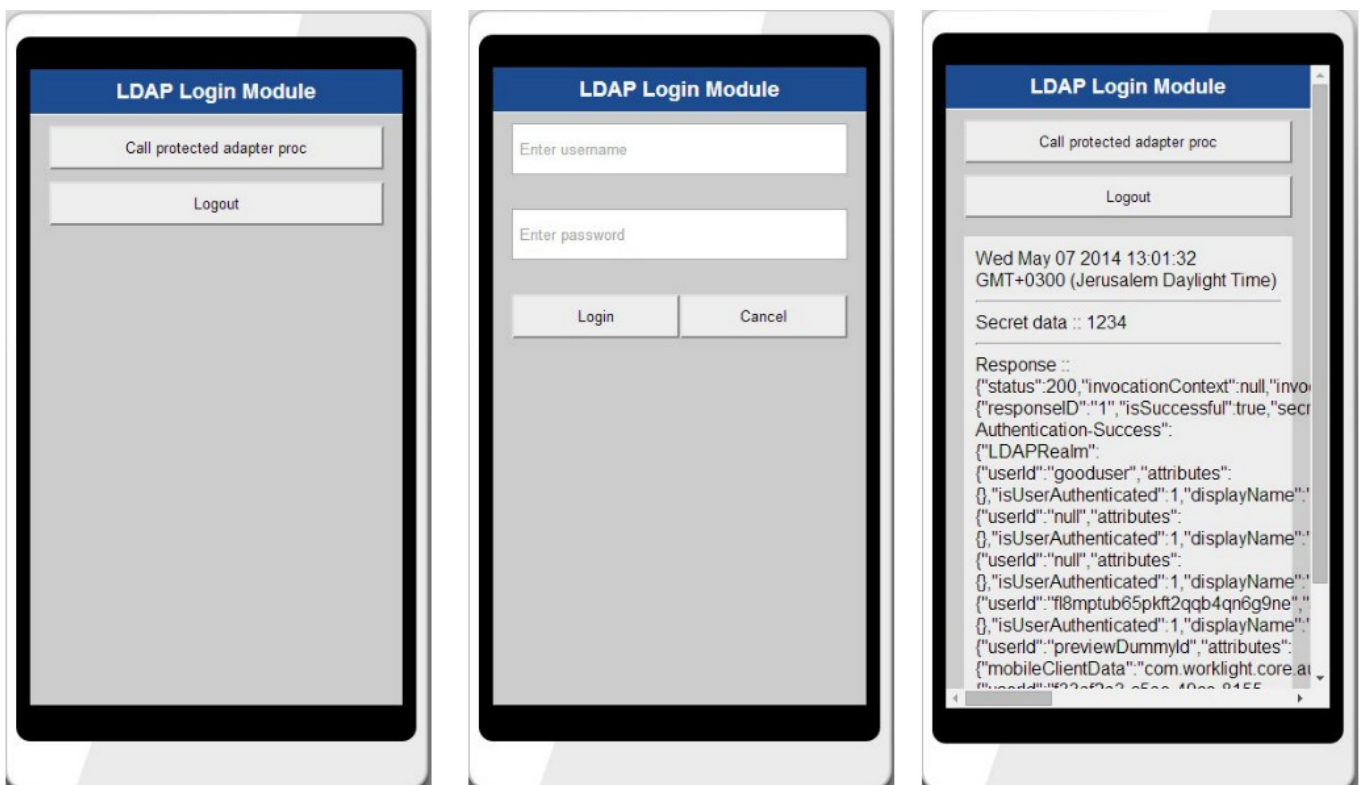 LDAP Login Module
Call protected adapter proc
Logout
LDAP Login Module
Enter username
Enter password
Login
Cancel
LDAP Login Module
Call protected adapter proc
Logout
Wed May 07 2014 13:01:32
GMT+0300 (Jerusalem Daylight Time)
Secret data :: 1234
Response ::
{"status":200,"invocationContext":null,"invo
{"responseID":"1","isSuccessful":true,"secr
Authentication-Success":
{"LDAPRealm":
{"userId":"gooduser","attributes":
{},"isUserAuthenticated":1,"displayName":"
{"userId":"null","attributes":
{},"isUserAuthenticated":1,"displayName":"
{"userId":"null","attributes":
{},"isUserAuthenticated":1,"displayName":"
{"userId":"fl8mptub65pkft2qqb4qn6g9ne","
{},"isUserAuthenticated":1,"displayName":"
{"userId":"previewDummyId","attributes":
{"mobileClientData":"com.worklight.core.au